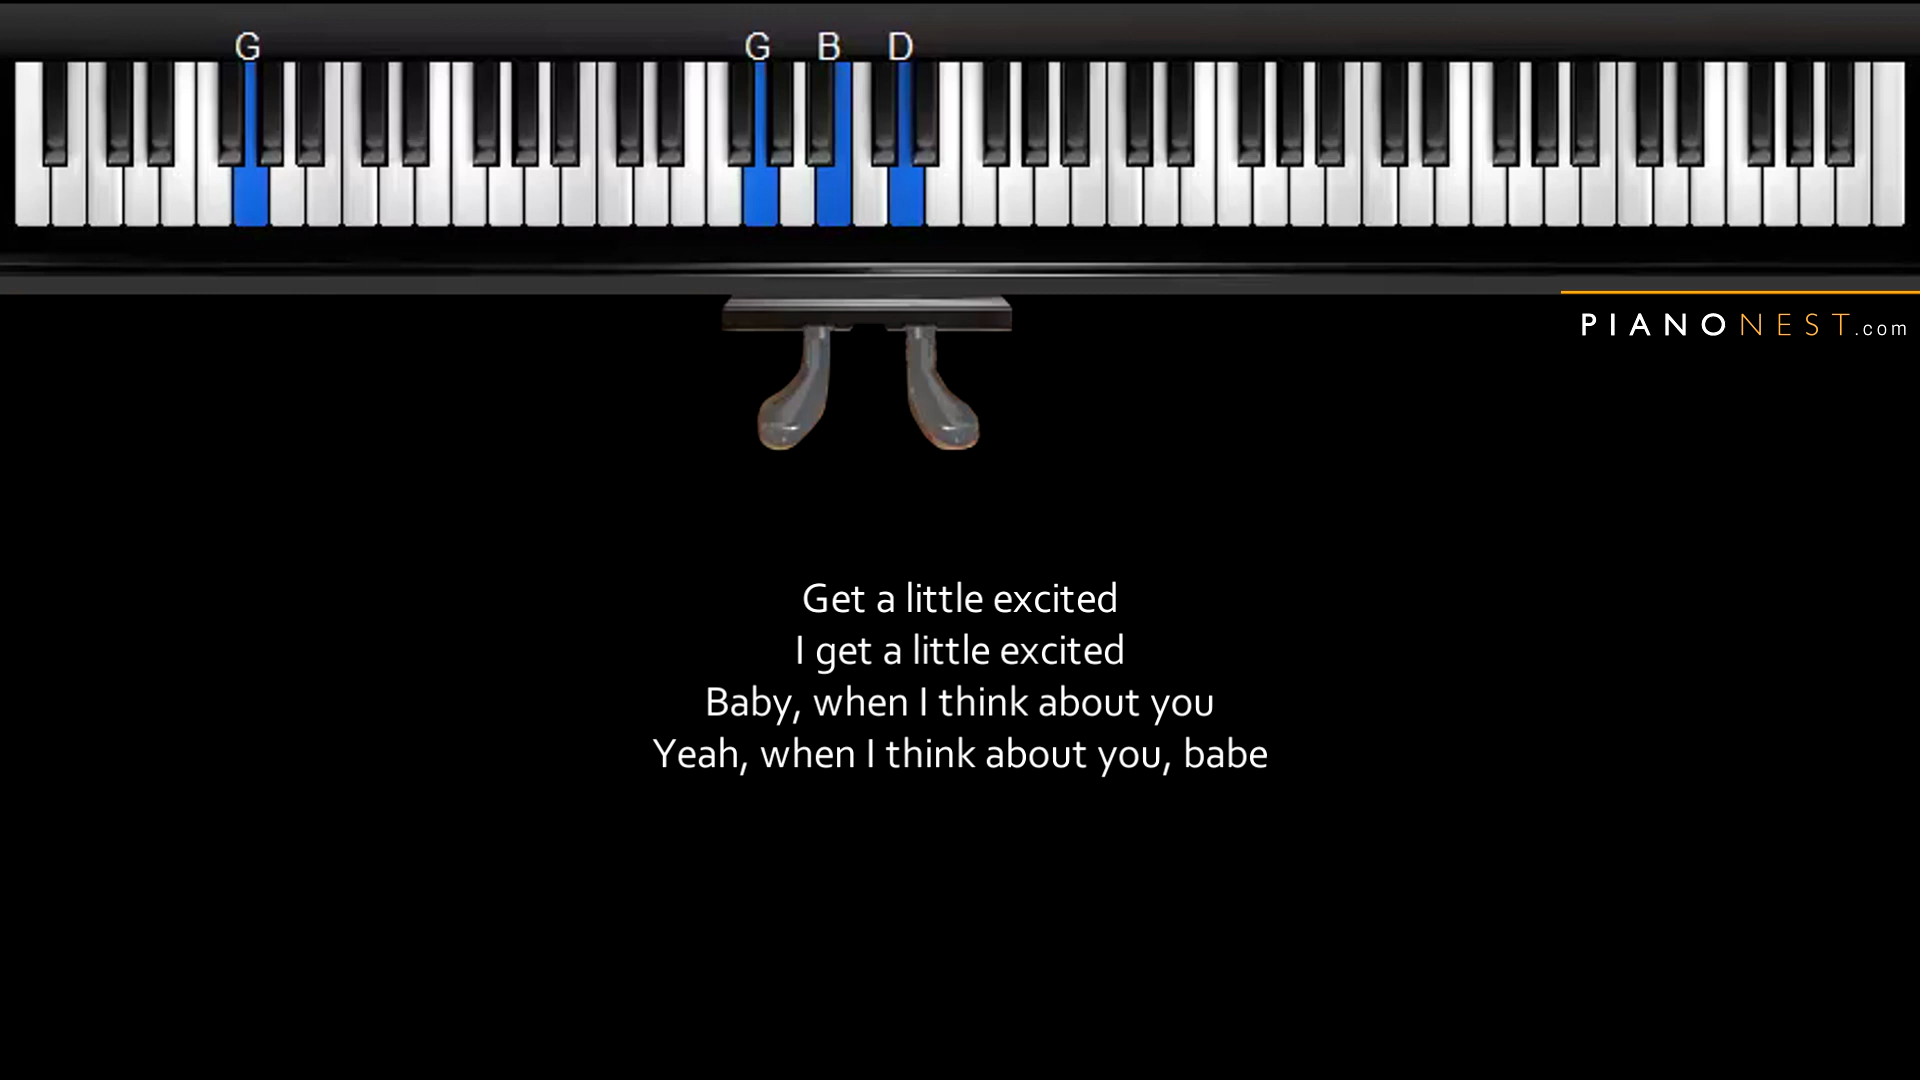 G G B D
PIANONEST.com
Get a little excited
I get a little excited
Baby, when I think about you
Yeah, when I think about you, babe